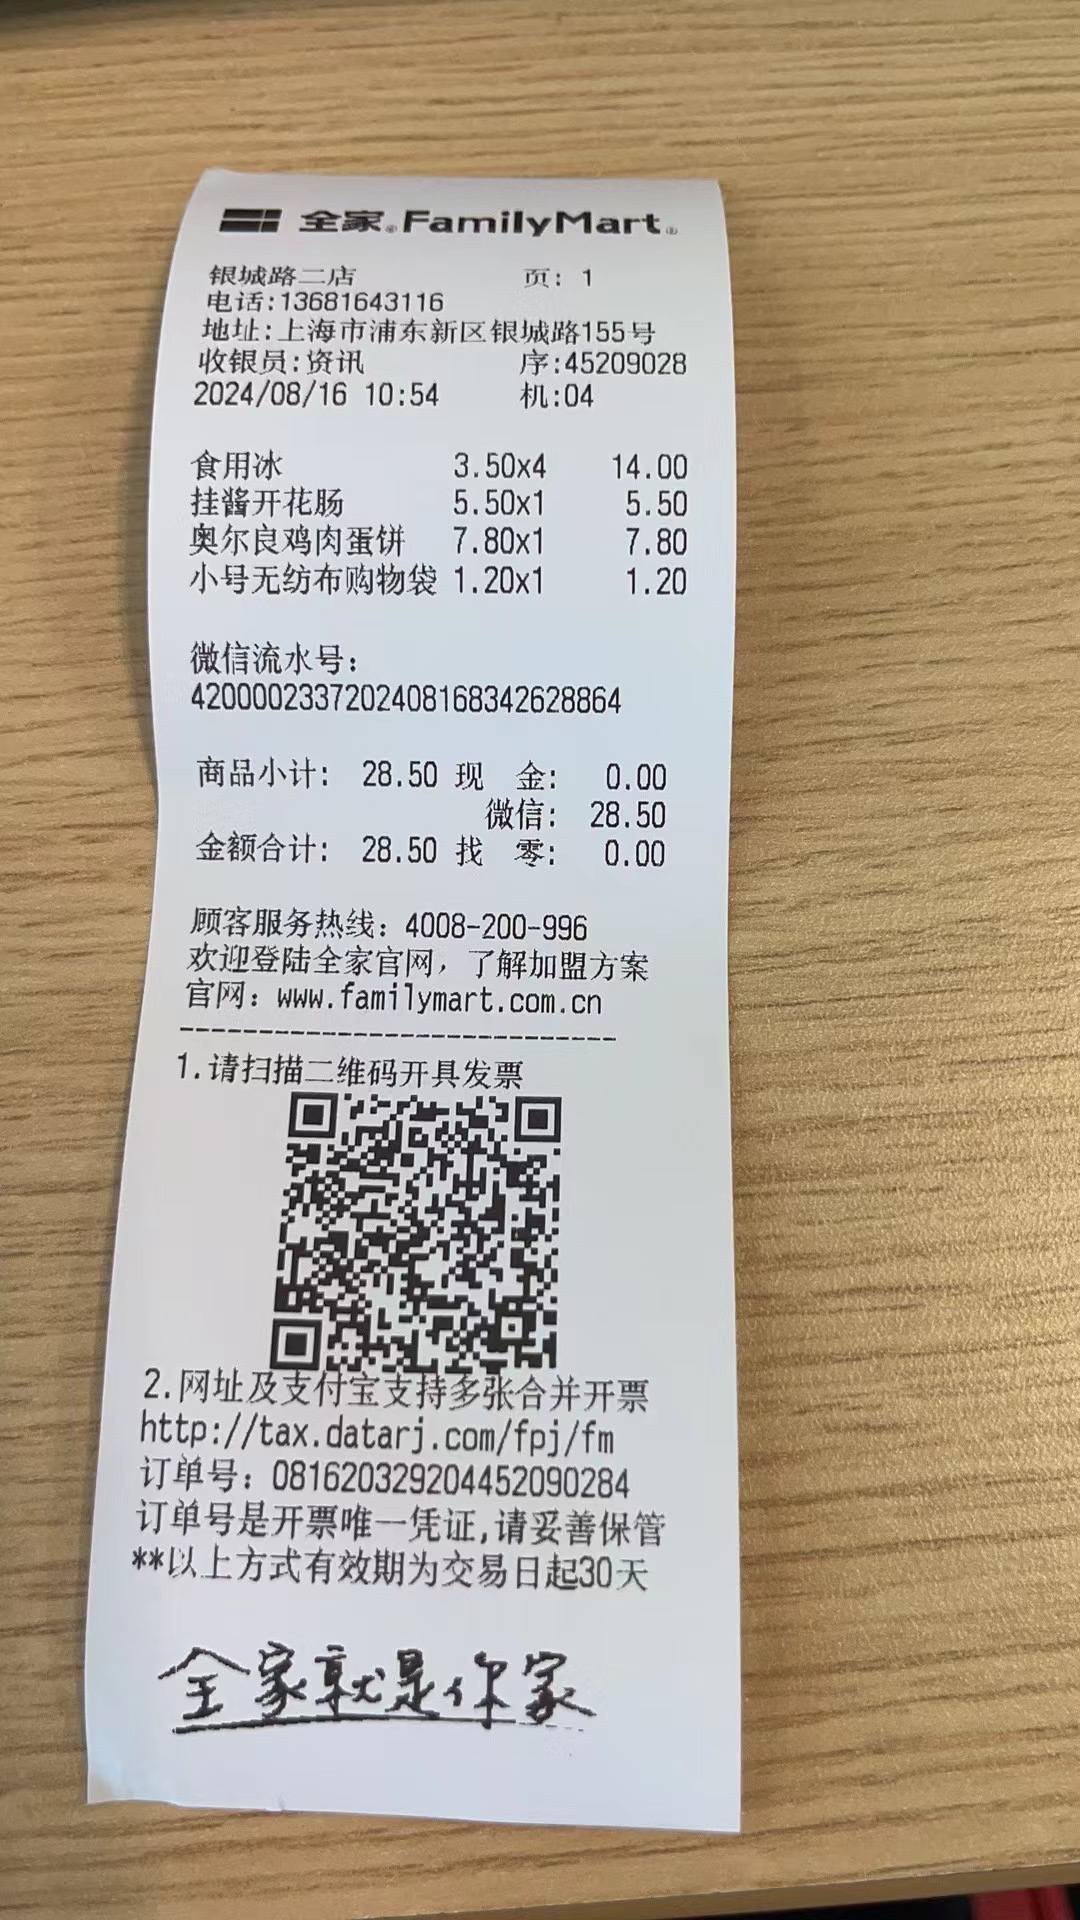 全家®FamilyMart®
银城路二店 页: 1
电话:13681643116
地址:上海市浦东新区银城路155号
收银员:资讯 序:45209028
2024/08/16 10:54 机:04
食用冰 3.50x4 14.00
挂酱开花肠 5.50x1 5.50
奥尔良鸡肉蛋饼 7.80x1 7.80
小号无纺布购物袋 1.20x1 1.20
微信流水号:
4200002337202408168342628864
商品小计: 28.50 现 金: 0.00
微信: 28.50
金额合计: 28.50 找 零: 0.00
顾客服务热线: 4008-200-996
欢迎登陆全家官网，了解加盟方案
官网: www.familymart.com.cn
------------------------------
1.请扫描二维码开具发票
2.网址及支付宝支持多张合并开票
http://tax.datarj.com/fpj/fm
订单号: 081620329204452090284
订单号是开票唯一凭证,请妥善保管
**以上方式有效期为交易日起30天
全家就是你家